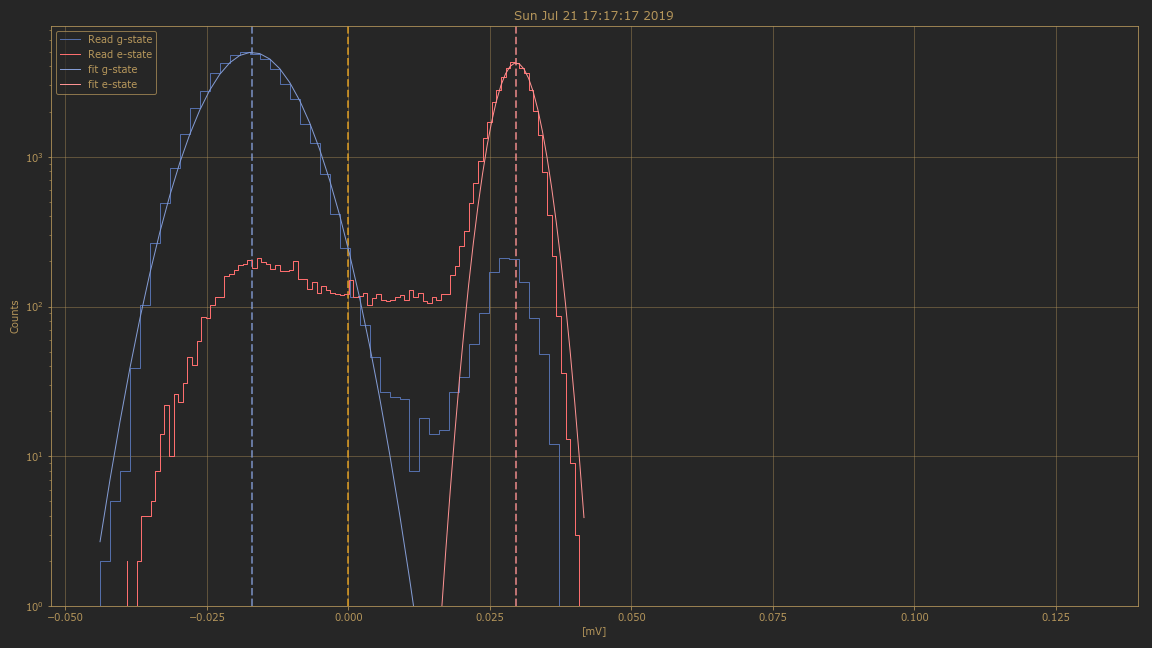 Sun Jul 21 17:17:17 2019
Read g-state
Read e-state
fit g-state
fit e-state
Counts
10³
10²
10¹
10⁰
−0.050
−0.025
0.000
0.025
0.050
0.075
0.100
0.125
[mV]